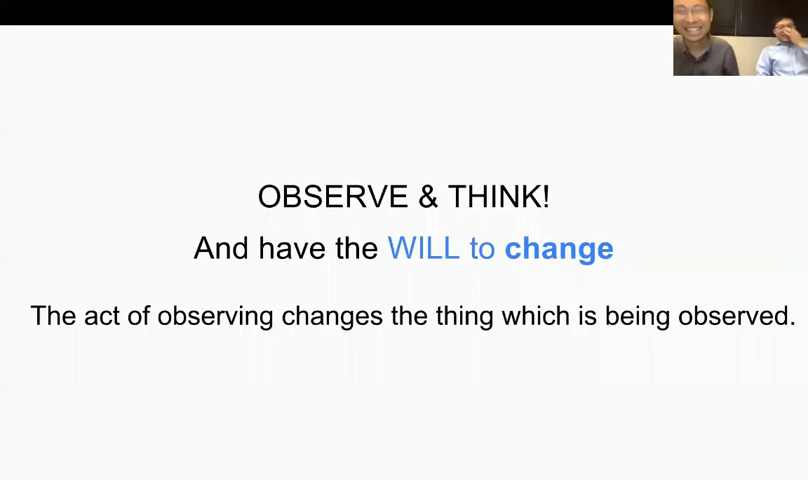 OBSERVE & THINK!
And have the WILL to change
The act of observing changes the thing which is being observed.